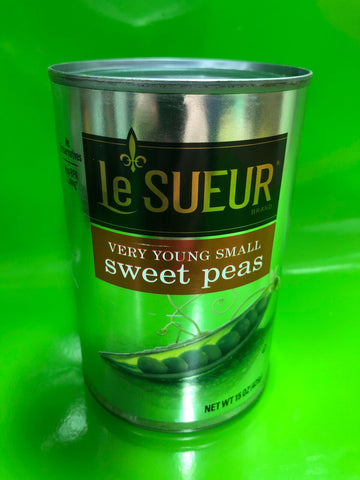 Le SUEUR
BRAND
VERY YOUNG SMALL
sweet peas
NET WT 15 OZ